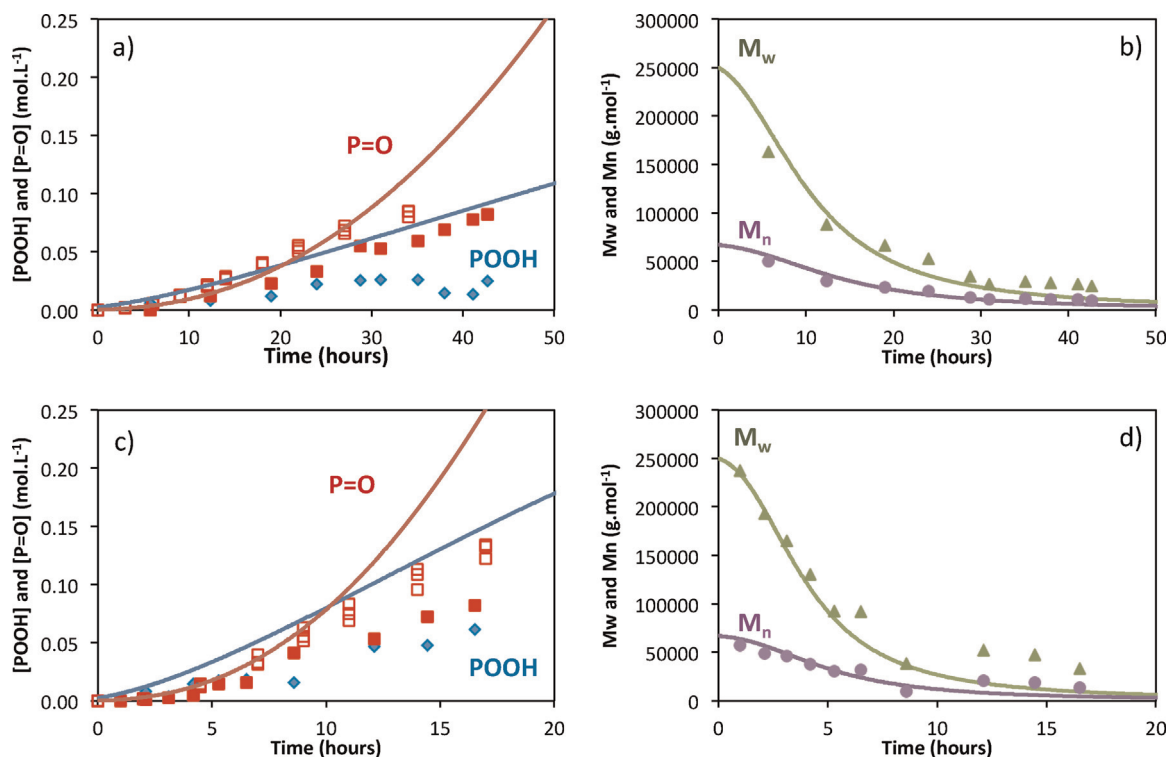 a)
[POOH] and [P=O] (mol.L⁻¹)
0.25
0.20
0.15
0.10
0.05
0.00
P=O
POOH
0 10 20 30 40 50
Time (hours)
b)
Mw and Mn (g.mol⁻¹)
300000
250000
200000
150000
100000
50000
0
Mw
Mn
0 10 20 30 40 50
Time (hours)
c)
[POOH] and [P=O] (mol.L⁻¹)
0.25
0.20
0.15
0.10
0.05
0.00
P=O
POOH
0 5 10 15 20
Time (hours)
d)
Mw and Mn (g.mol⁻¹)
300000
250000
200000
150000
100000
50000
0
Mw
Mn
0 5 10 15 20
Time (hours)